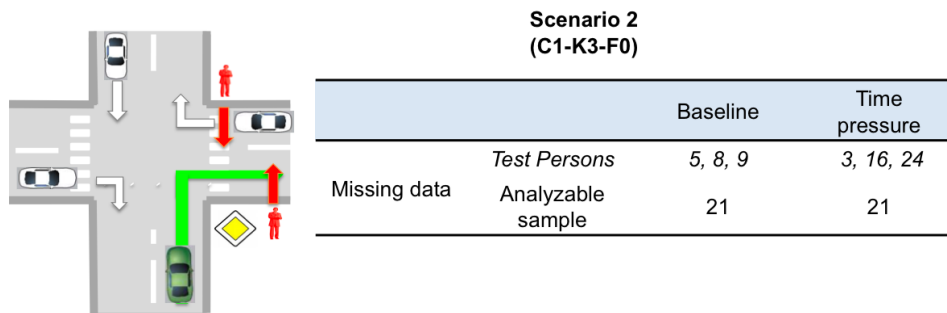 Scenario 2
(C1-K3-F0)
Baseline
Time
pressure
Missing data
Test Persons
5, 8, 9
3, 16, 24
Analyzable
sample
21
21